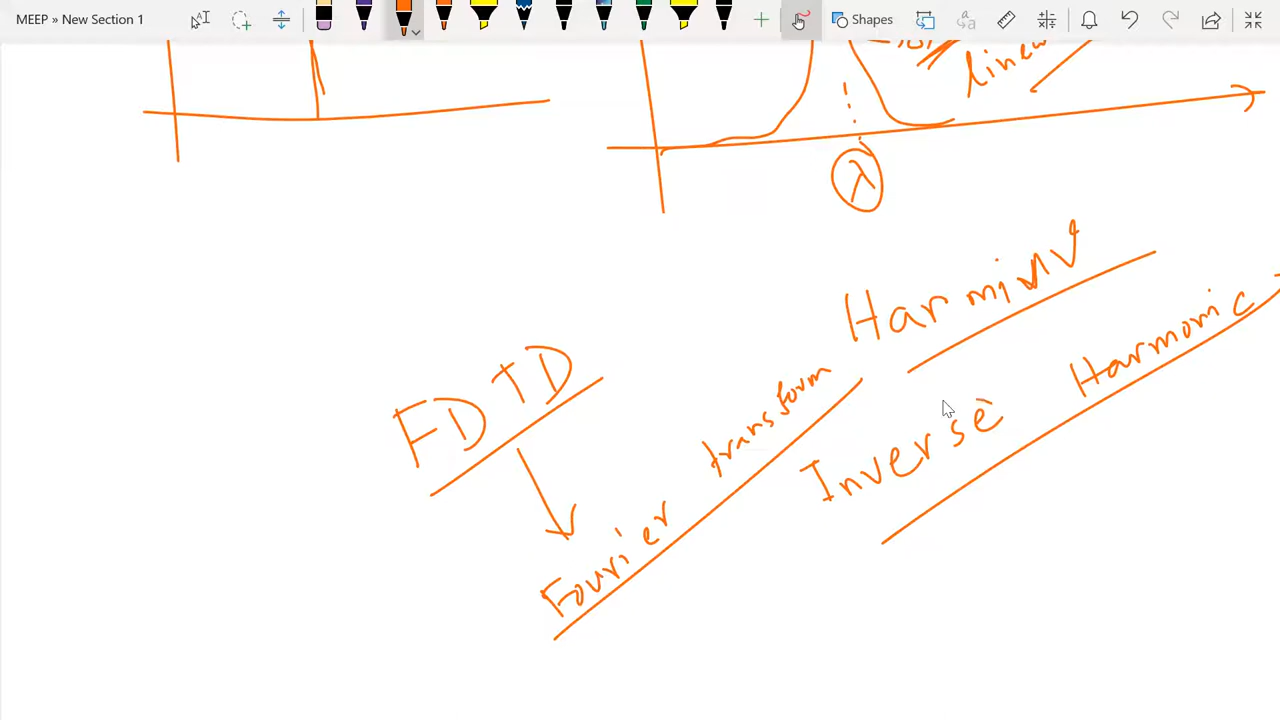 MEEP » New Section 1
Shapes
λ
Harminv
FDTD
Fourier transform
Inverse Harmonic